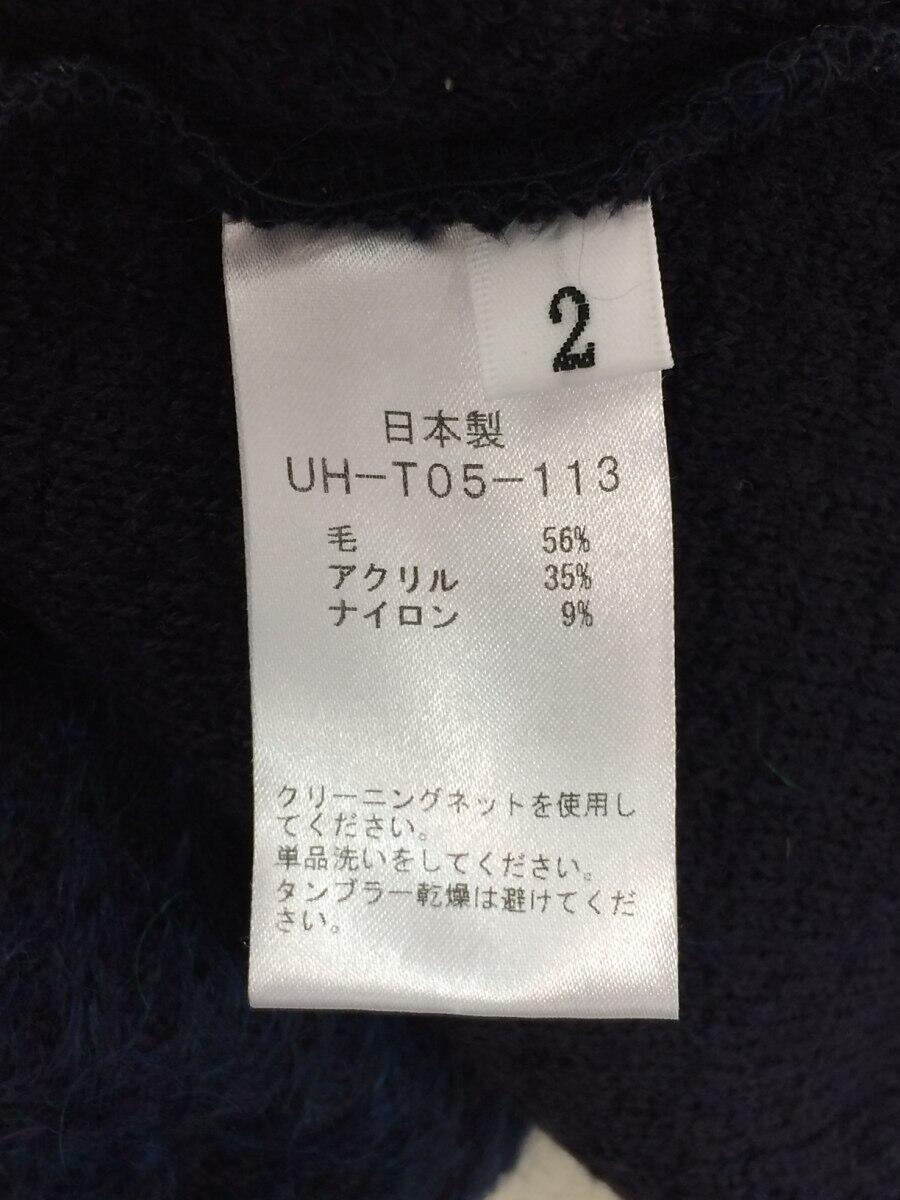 2
日本製
UH-T05-113
毛 56%
アクリル 35%
ナイロン 9%
クリーニングネットを使用し
てください。
単品洗いをしてください。
タンブラー乾燥は避けてくだ
さい。